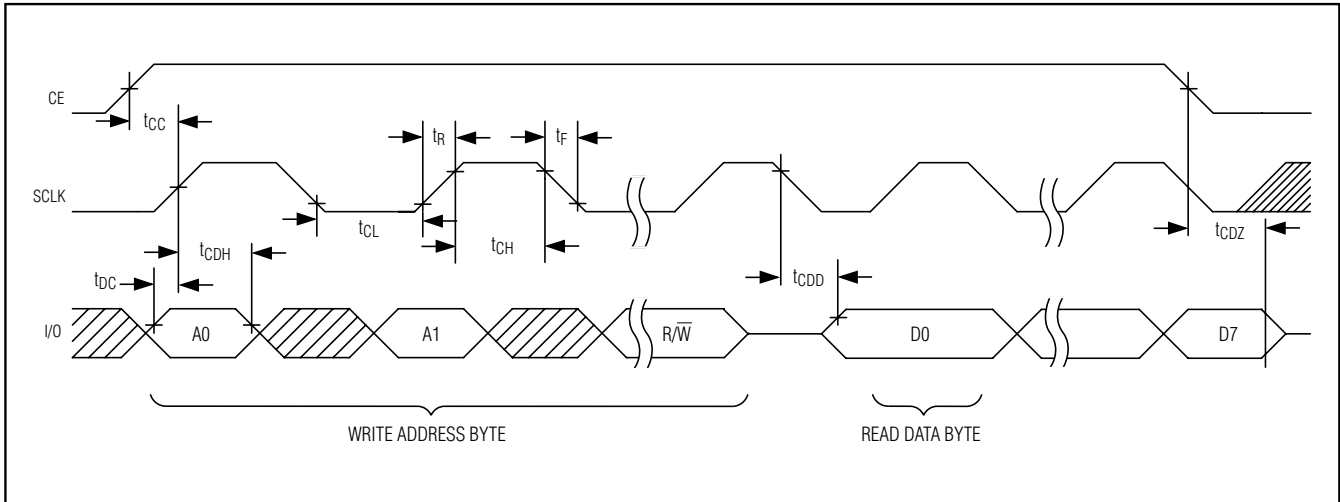 CE
tCC
tR
tF
SCLK
tCL
tCH
tCDZ
tCDH
tDC
tCDD
I/O
A0
A1
R/W̅
D0
D7
WRITE ADDRESS BYTE
READ DATA BYTE